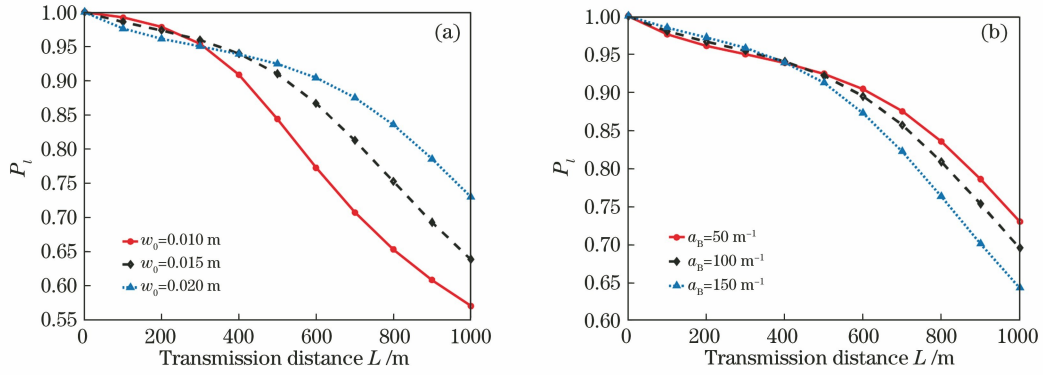 1.00
0.95
0.90
0.85
0.80
0.75
0.70
0.65
0.60
0.55
P_l
(a)
w_0=0.010 m
w_0=0.015 m
w_0=0.020 m
0 200 400 600 800 1000
Transmission distance L /m
1.00
0.95
0.90
0.85
0.80
0.75
0.70
0.65
0.60
P_l
(b)
a_B=50 m⁻¹
a_B=100 m⁻¹
a_B=150 m⁻¹
0 200 400 600 800 1000
Transmission distance L /m